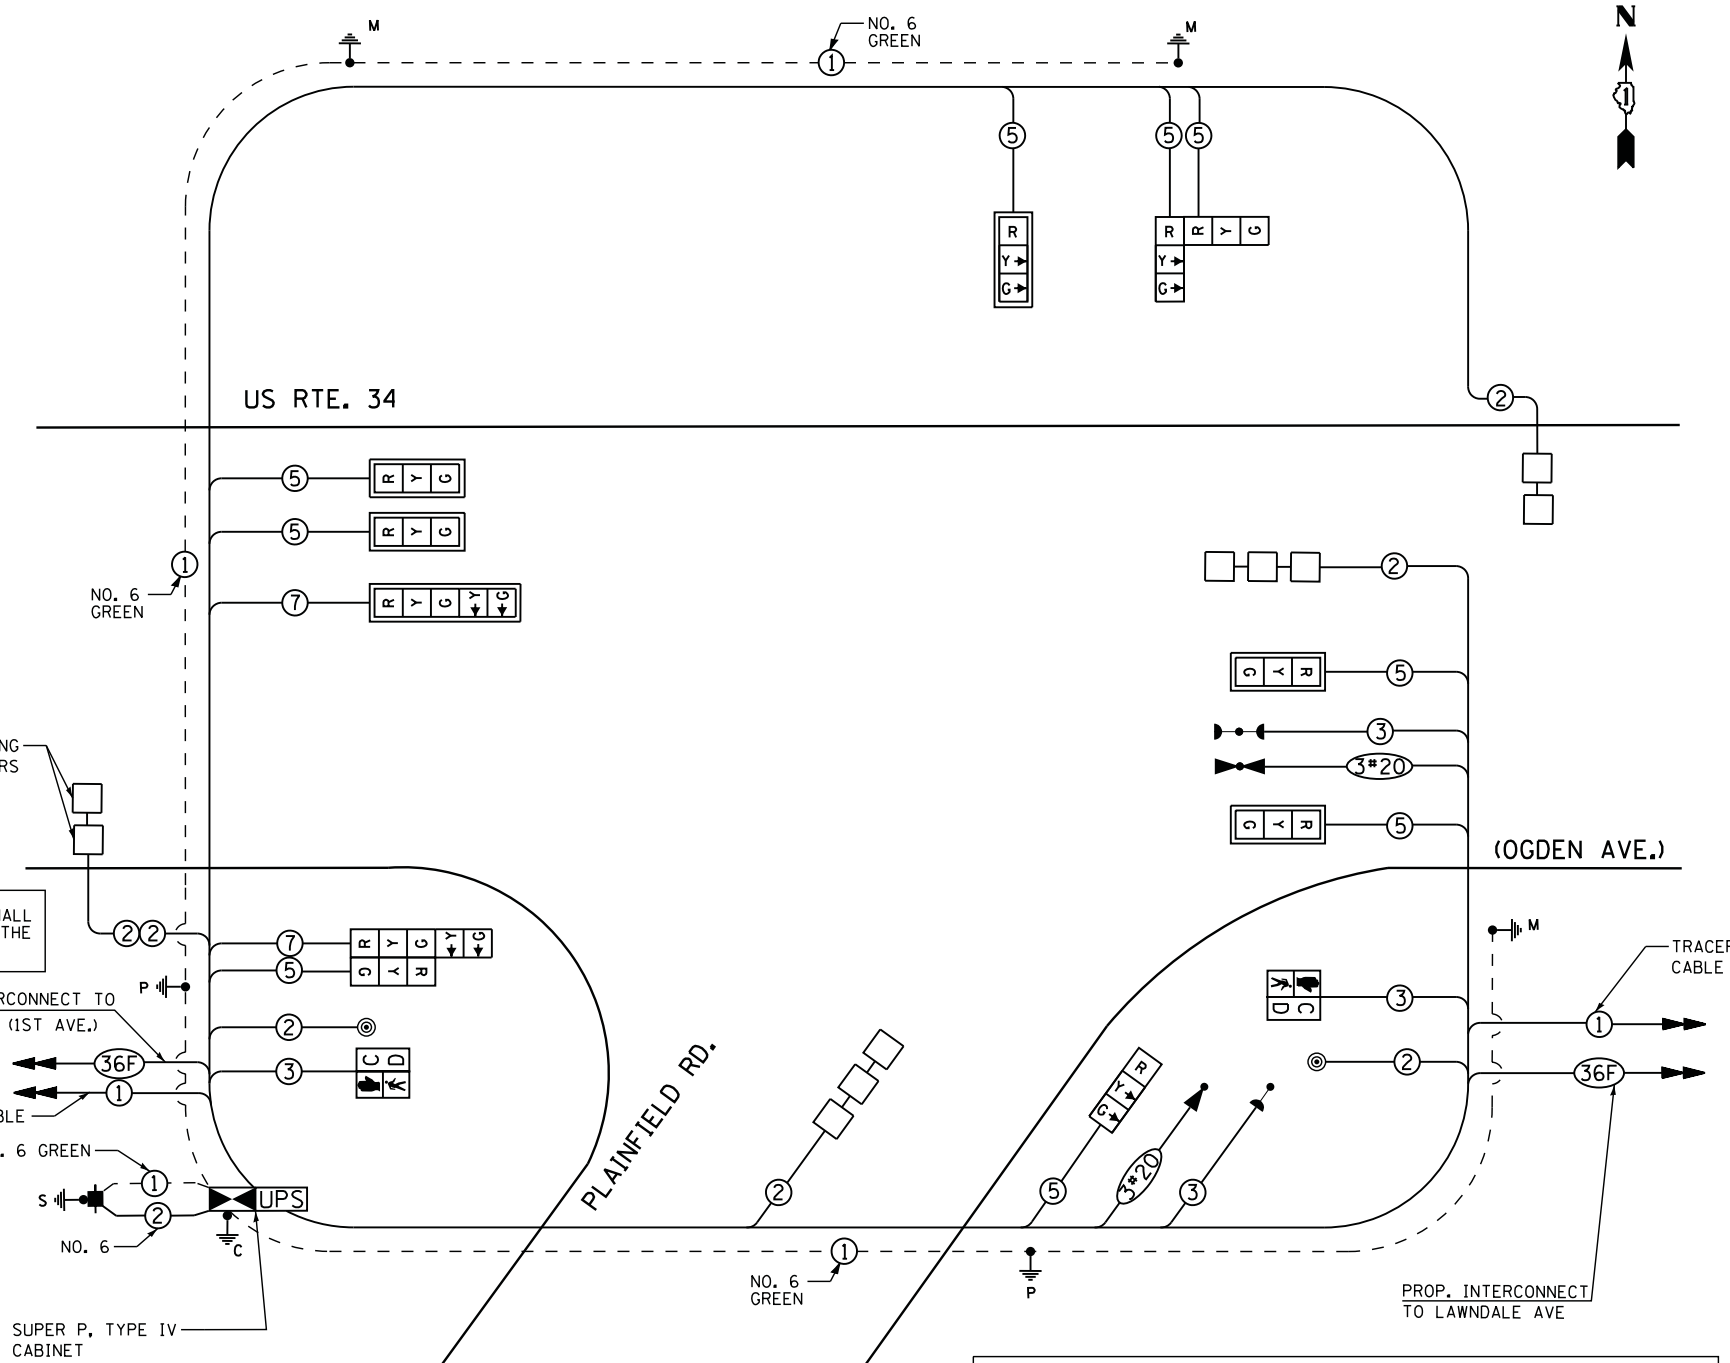 N
1
M
NO. 6
GREEN
1
M
5
5
5
R
Y
G
R
R
Y
G
Y
G
US RTE. 34
2
5
R
Y
G
5
R
Y
G
7
R
Y
G
Y
G
1
NO. 6
GREEN
2
5
G
Y
R
3
3#20
5
G
Y
R
(OGDEN AVE.)
2
2
7
R
Y
G
Y
G
5
G
Y
R
P
M
TRACER
CABLE
(1ST AVE.)
TO
THE
2
36F
3
C
D
1
D
C
3
1
2
36F
6 GREEN
1
S
2
UPS
NO. 6
C
PLAINFIELD RD.
2
R
Y
G
5
3#20
3
1
NO. 6
GREEN
P
PROP. INTERCONNECT
TO LAWNDALE AVE
SUPER P, TYPE IV
CABINET